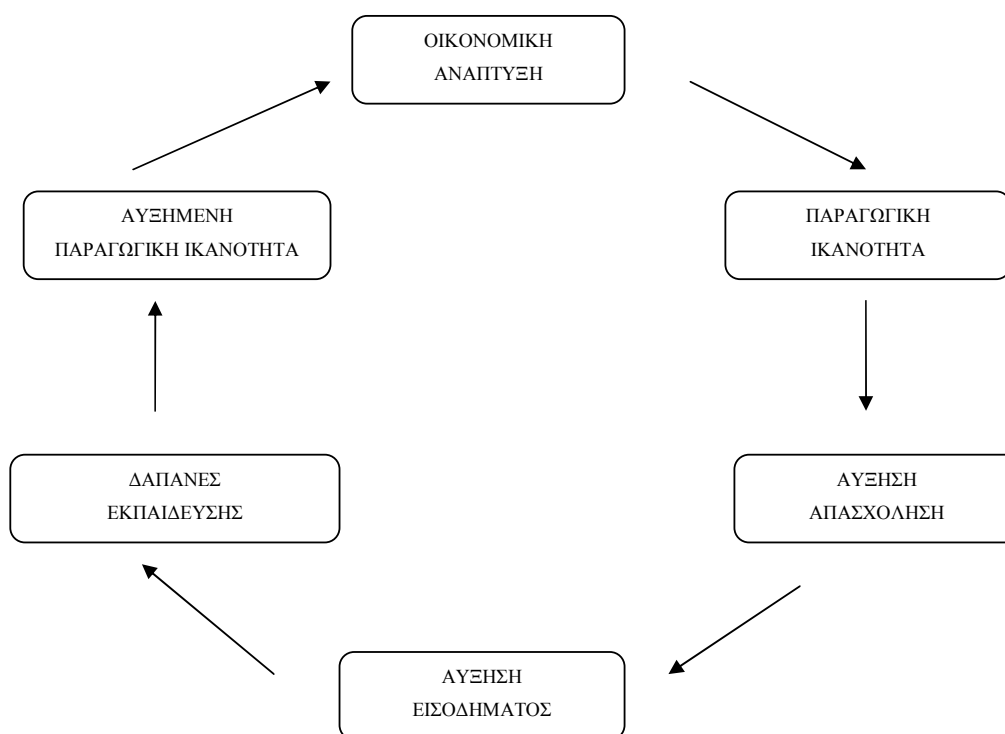 ΟΙΚΟΝΟΜΙΚΗ
ΑΝΑΠΤΥΞΗ
ΠΑΡΑΓΩΓΙΚΗ
ΙΚΑΝΟΤΗΤΑ
ΑΥΞΗΣΗ
ΑΠΑΣΧΟΛΗΣΗ
ΑΥΞΗΣΗ
ΕΙΣΟΔΗΜΑΤΟΣ
ΔΑΠΑΝΕΣ
ΕΚΠΑΙΔΕΥΣΗΣ
ΑΥΞΗΜΕΝΗ
ΠΑΡΑΓΩΓΙΚΗ ΙΚΑΝΟΤΗΤΑ